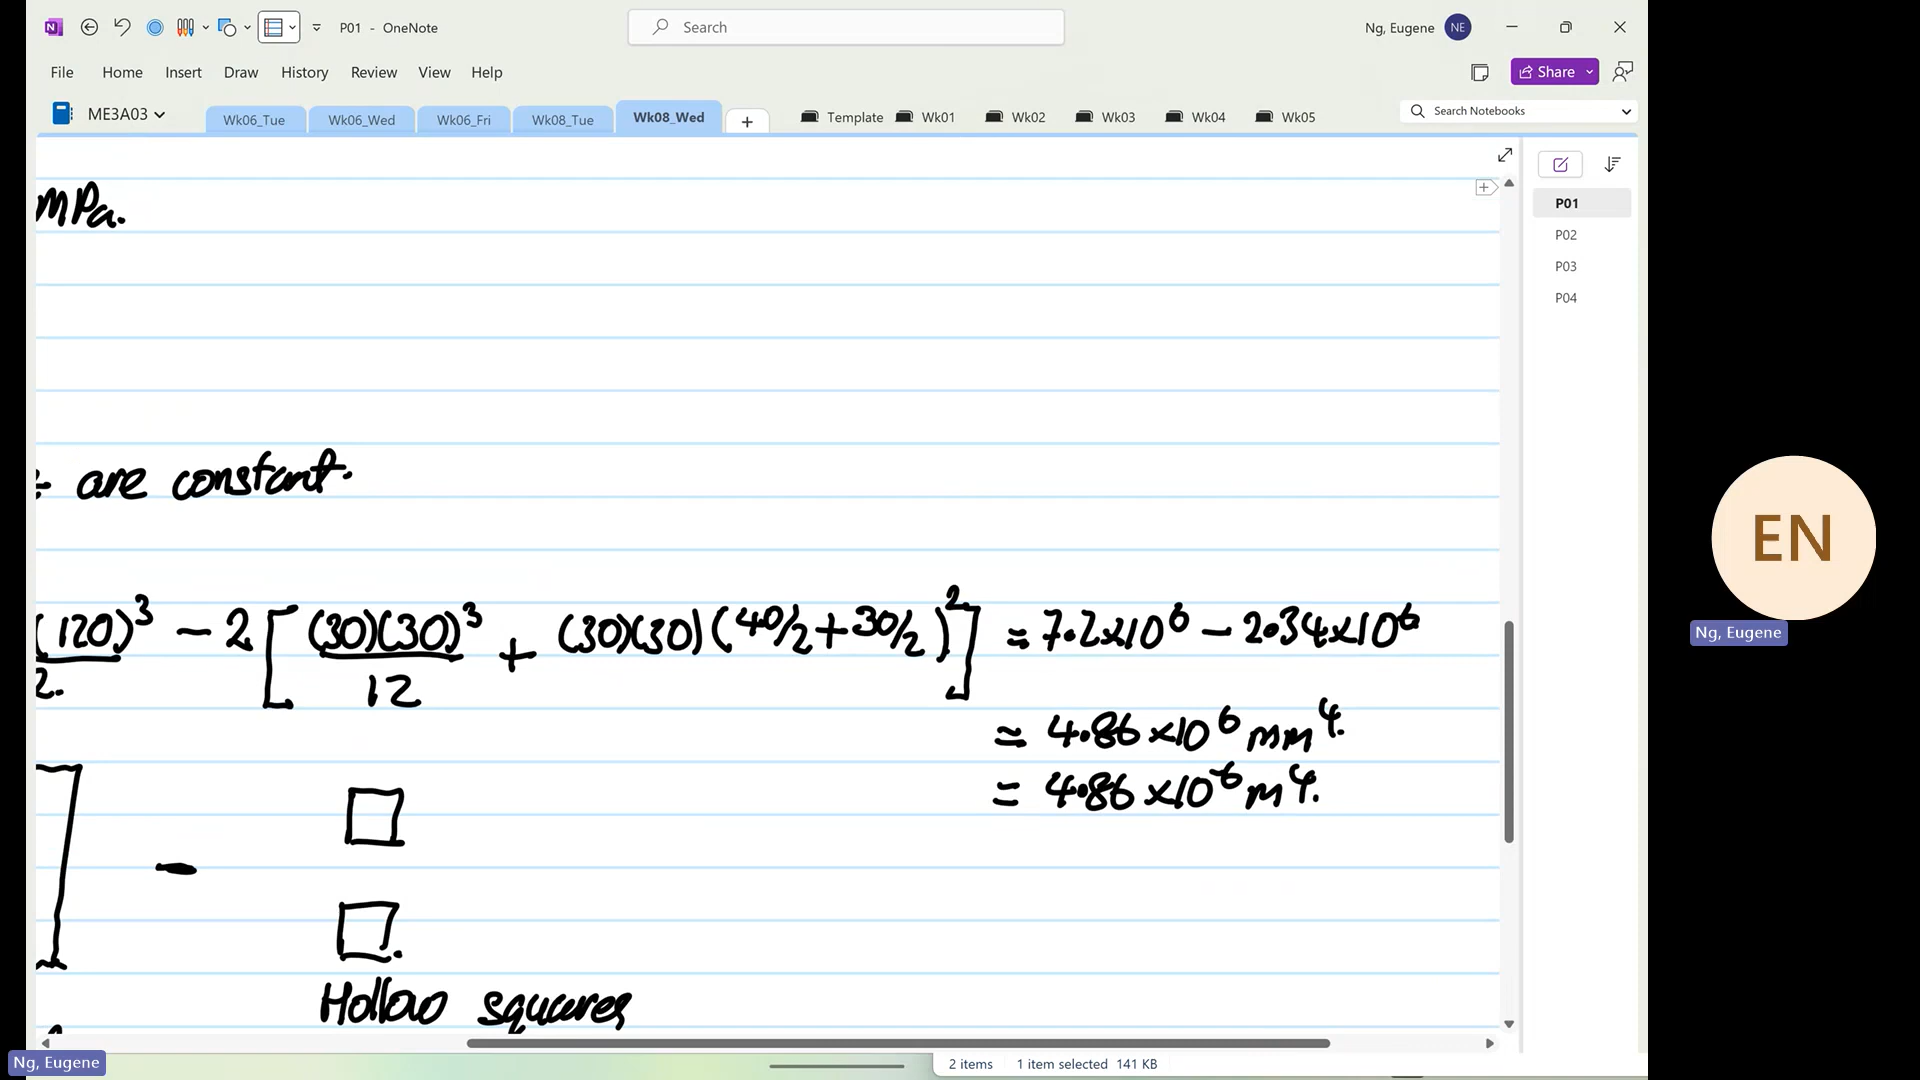 P01 - OneNote
Search
Ng, Eugene
NE
File Home Insert Draw History Review View Help
Share
ME3A03
Wk06_Tue Wk06_Wed Wk06_Fri Wk08_Tue Wk08_Wed
Template Wk01 Wk02 Wk03 Wk04 Wk05
Search Notebooks
P01
P02
P03
P04
MPa.
are constant.
(120)³ − 2[(30)(30)³/12 + (30)(30)(40/2+30/2)²] = 7.2×10⁶ − 2.34×10⁶
2.
= 4.86×10⁶ mm⁴.
= 4.86×10⁻⁶ m⁴.
−
Hollow squares
2 items 1 item selected 141 KB
EN
Ng, Eugene
Ng, Eugene